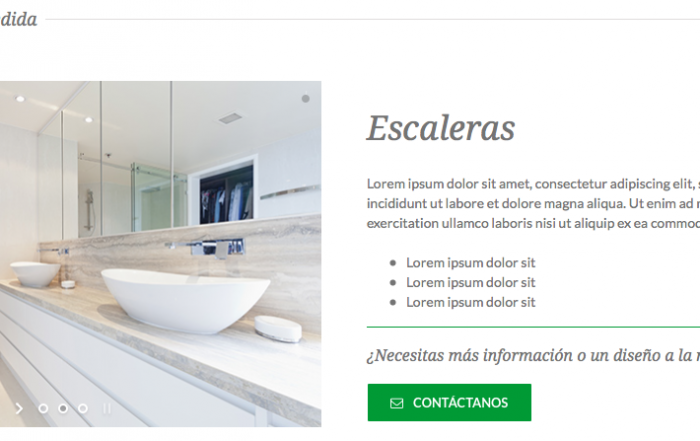 dida
Escaleras
Lorem ipsum dolor sit amet, consectetur adipiscing elit,
incididunt ut labore et dolore magna aliqua. Ut enim ad
exercitation ullamco laboris nisi ut aliquip ex ea commod
Lorem ipsum dolor sit
Lorem ipsum dolor sit
Lorem ipsum dolor sit
¿Necesitas más información o un diseño a la
CONTÁCTANOS